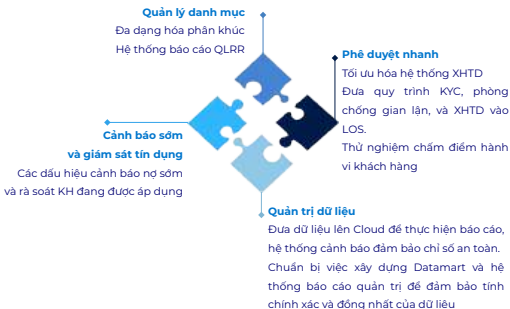 Quản lý danh mục
Đa dạng hóa phân khúc
Hệ thống báo cáo QLRR
Phê duyệt nhanh
Tối ưu hóa hệ thống XHTD
Đưa quy trình KYC, phòng
chống gian lận, và XHTD vào
LOS.
Thử nghiệm chấm điểm hành
vi khách hàng
Cảnh báo sớm
và giám sát tín dụng
Các dấu hiệu cảnh báo nợ sớm
và rà soát KH đang được áp dụng
Quản trị dữ liệu
Đưa dữ liệu lên Cloud để thực hiện báo cáo,
hệ thống cảnh báo đảm bảo chỉ số an toàn.
Chuẩn bị việc xây dựng Datamart và hệ
thống báo cáo quản trị để đảm bảo tính
chính xác và đồng nhất của dữ liệu